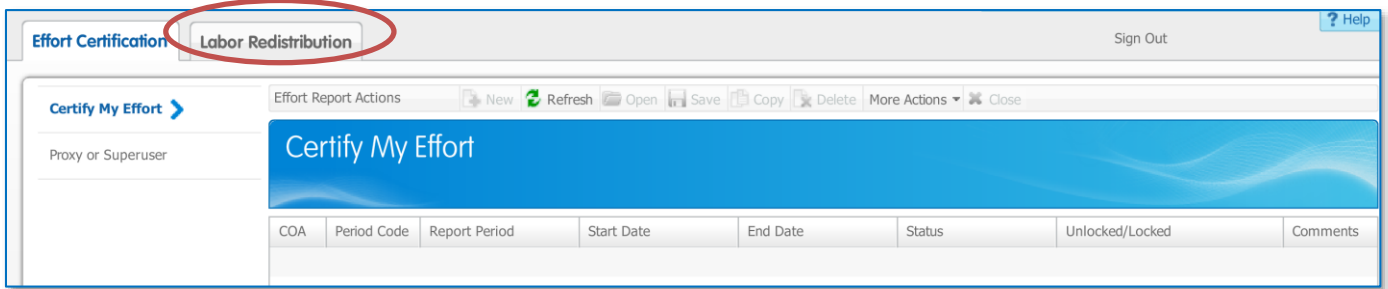 ? Help
Effort Certification Labor Redistribution Sign Out
Certify My Effort
Proxy or Superuser
Effort Report Actions New Refresh Open Save Copy Delete More Actions Close
Certify My Effort
COA Period Code Report Period Start Date End Date Status Unlocked/Locked Comments